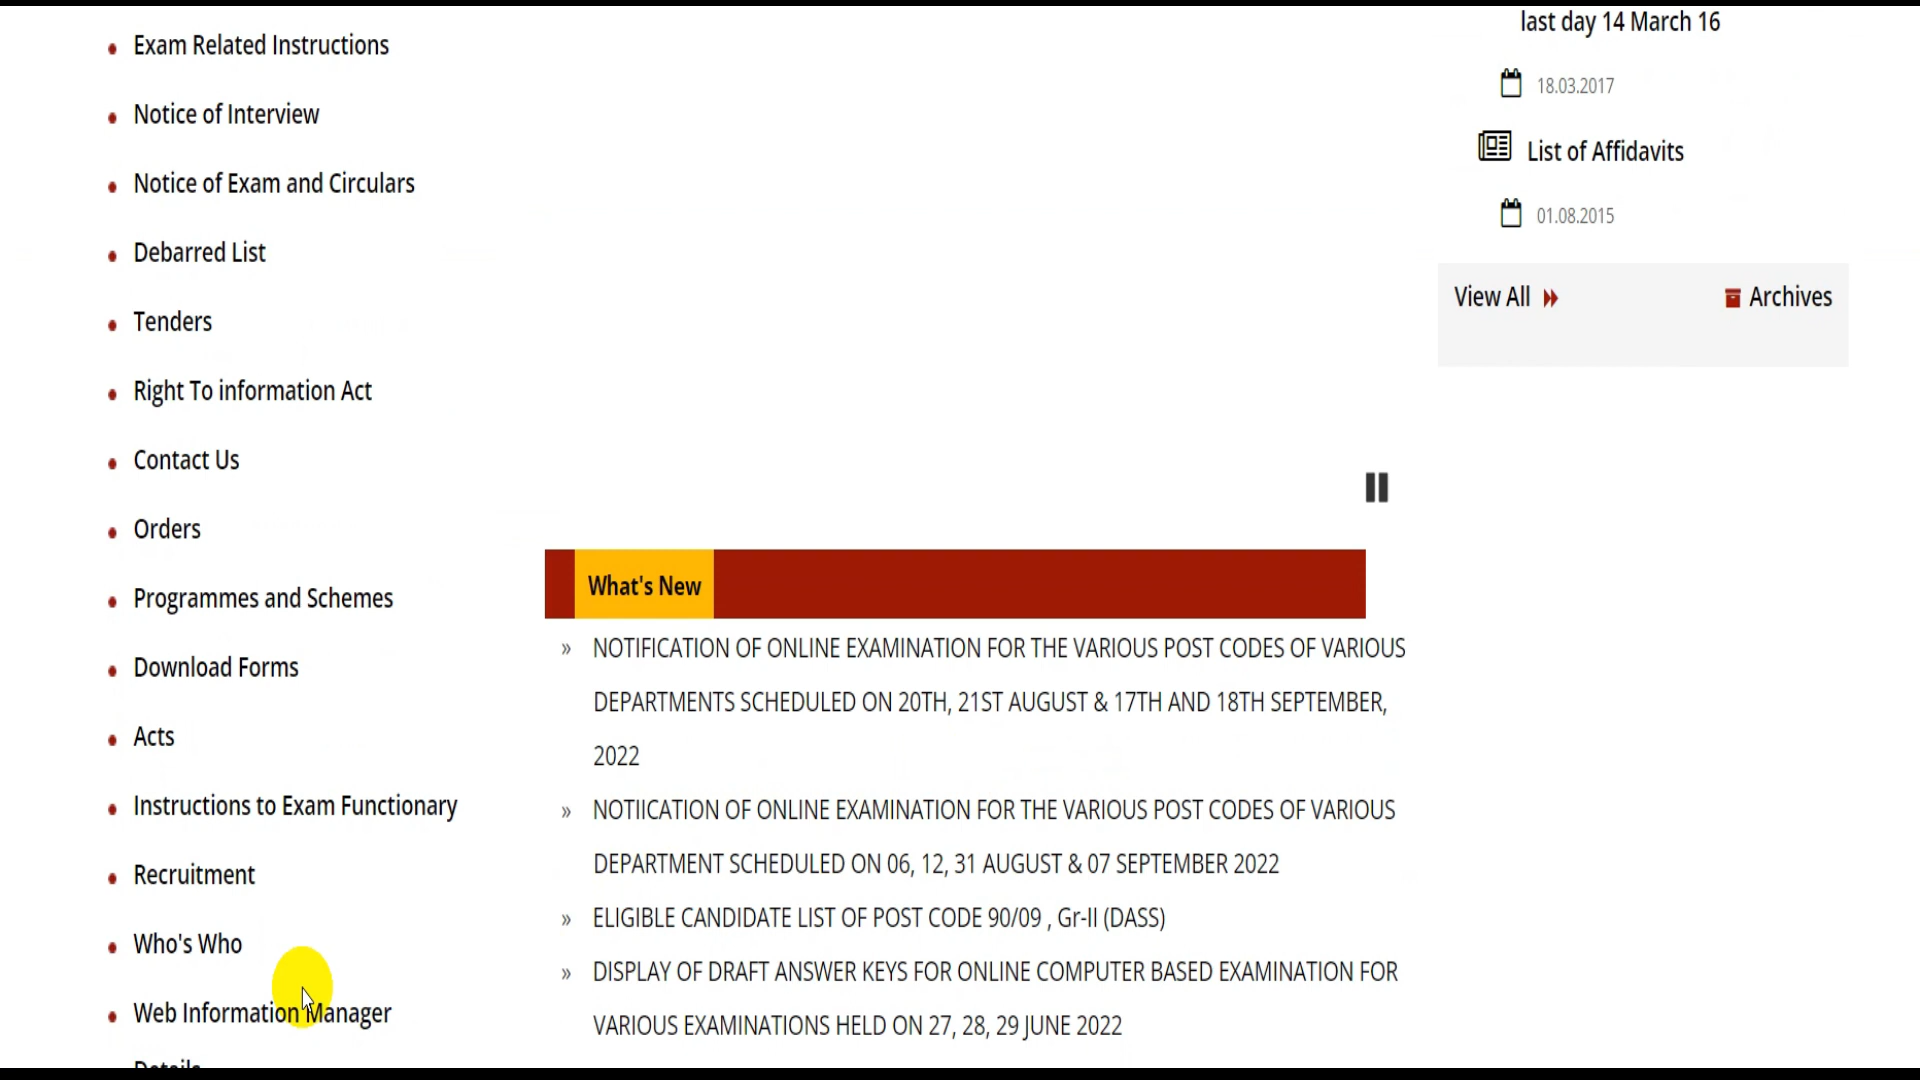 Exam Related Instructions
Notice of Interview
Notice of Exam and Circulars
Debarred List
Tenders
Right To information Act
Contact Us
Orders
Programmes and Schemes
Download Forms
Acts
Instructions to Exam Functionary
Recruitment
Who's Who
Web Information Manager
Details
What's New
» NOTIFICATION OF ONLINE EXAMINATION FOR THE VARIOUS POST CODES OF VARIOUS
DEPARTMENTS SCHEDULED ON 20TH, 21ST AUGUST & 17TH AND 18TH SEPTEMBER,
2022
» NOTIICATION OF ONLINE EXAMINATION FOR THE VARIOUS POST CODES OF VARIOUS
DEPARTMENT SCHEDULED ON 06, 12, 31 AUGUST & 07 SEPTEMBER 2022
» ELIGIBLE CANDIDATE LIST OF POST CODE 90/09 , Gr-II (DASS)
» DISPLAY OF DRAFT ANSWER KEYS FOR ONLINE COMPUTER BASED EXAMINATION FOR
VARIOUS EXAMINATIONS HELD ON 27, 28, 29 JUNE 2022
last day 14 March 16
18.03.2017
List of Affidavits
01.08.2015
View All
Archives